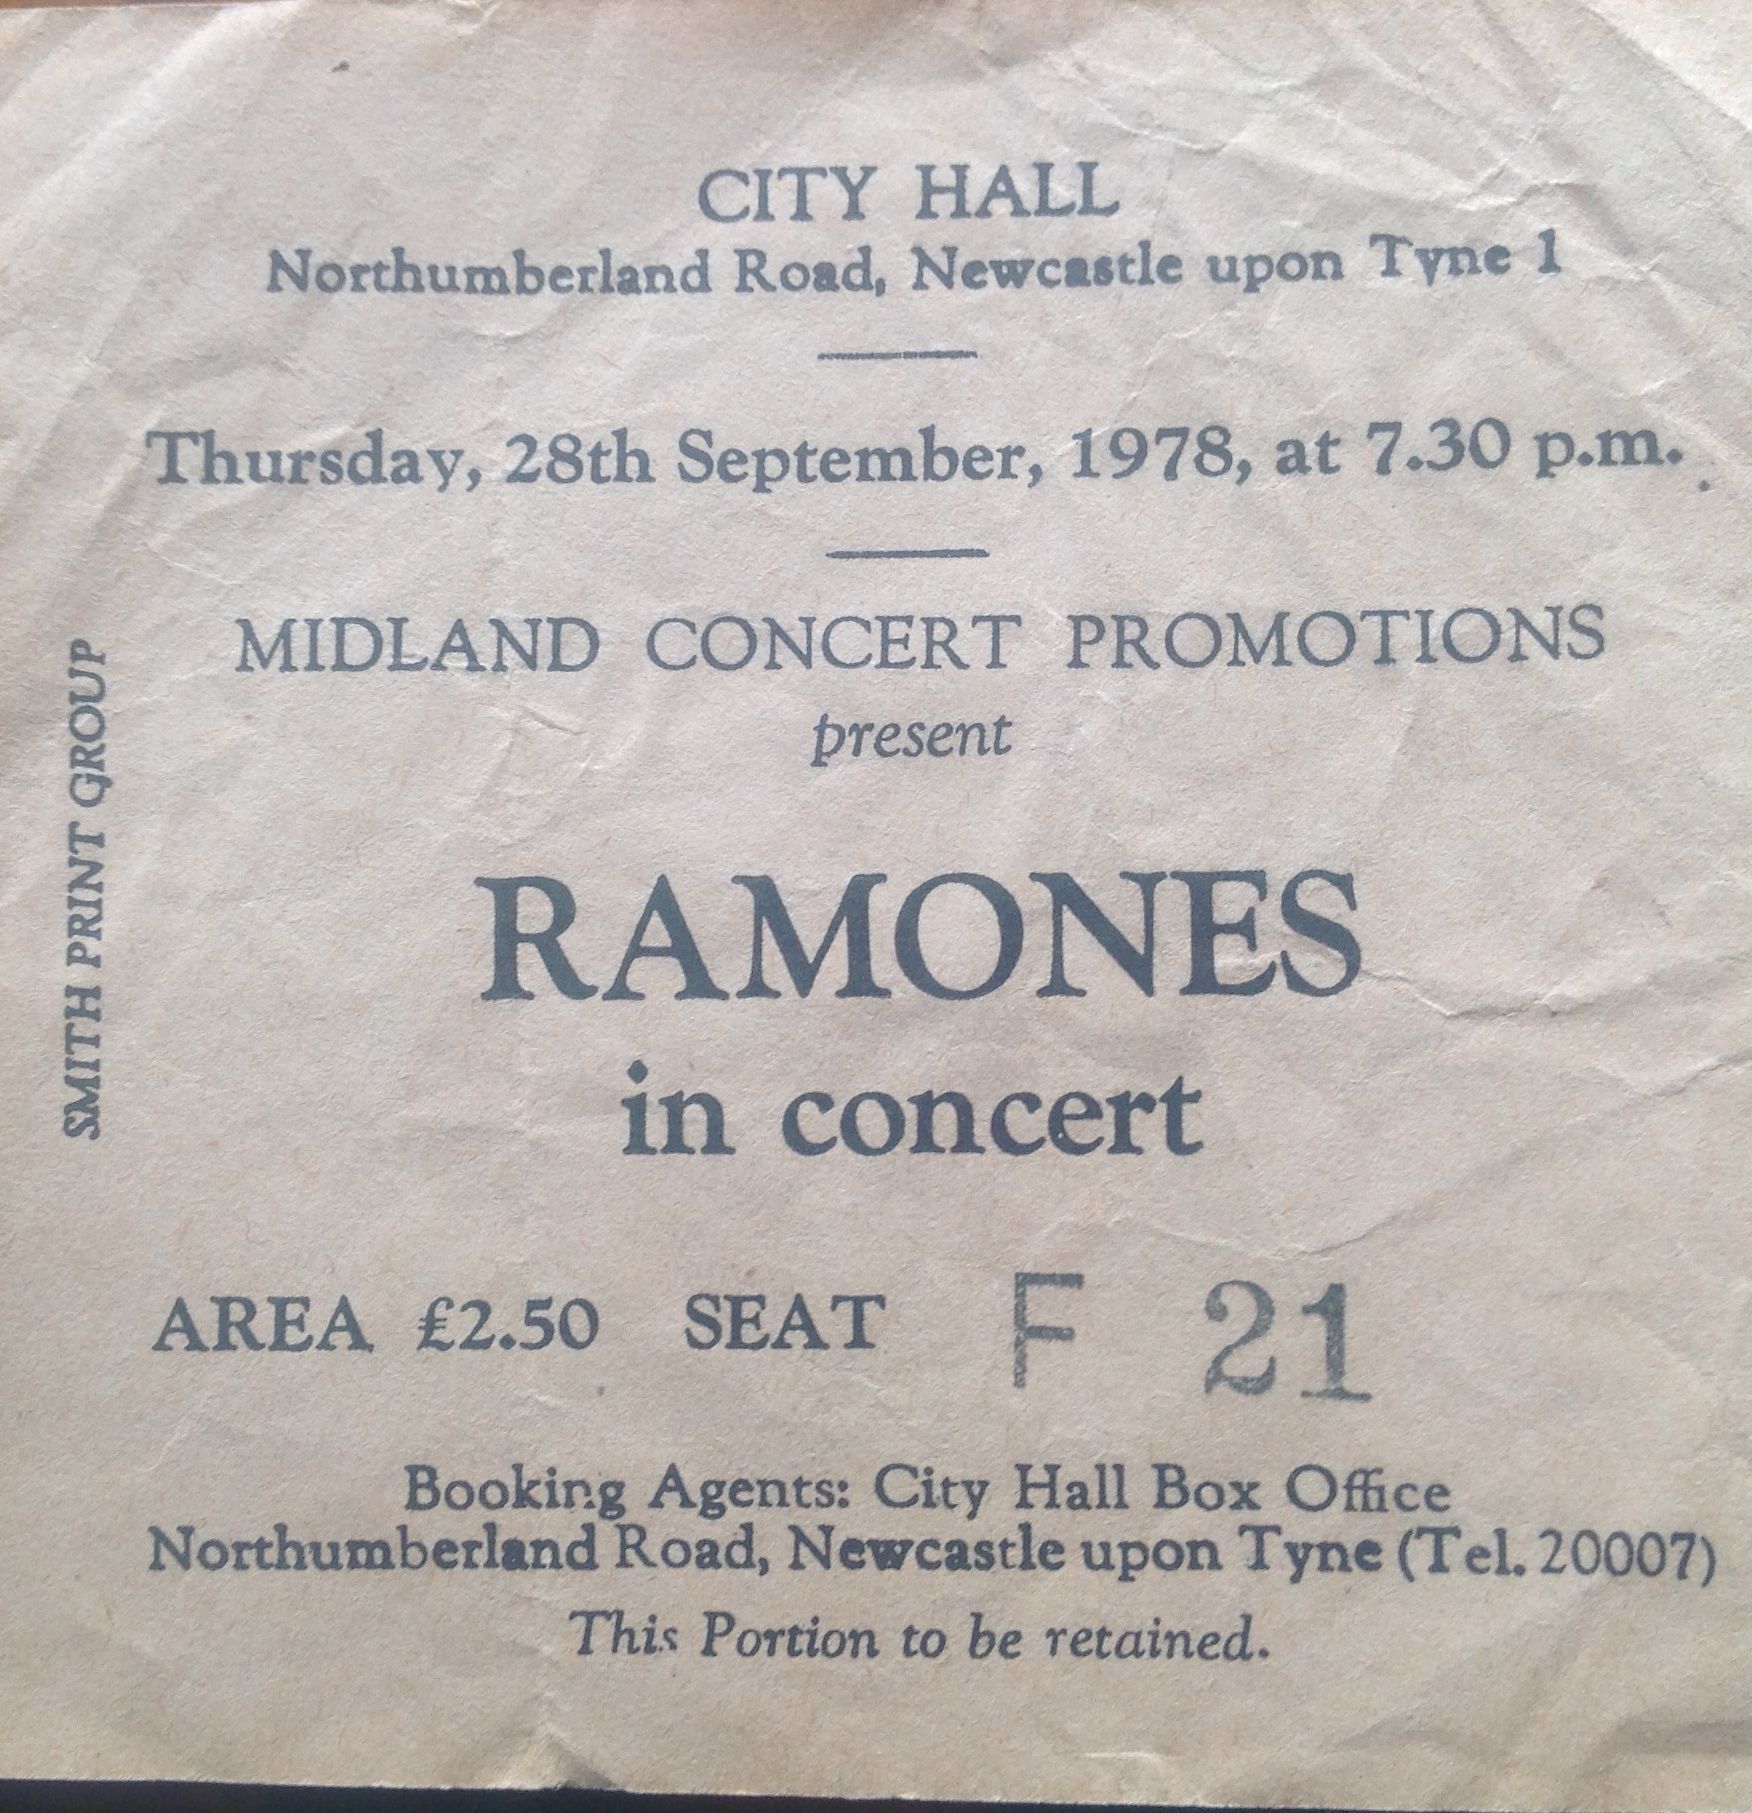 CITY HALL
Northumberland Road, Newcastle upon Tyne 1
Thursday, 28th September, 1978, at 7.30 p.m.
MIDLAND CONCERT PROMOTIONS
present
RAMONES
in concert
SMITH PRINT GROUP
AREA £2.50 SEAT F 21
Booking Agents: City Hall Box Office
Northumberland Road, Newcastle upon Tyne (Tel. 20007)
This Portion to be retained.